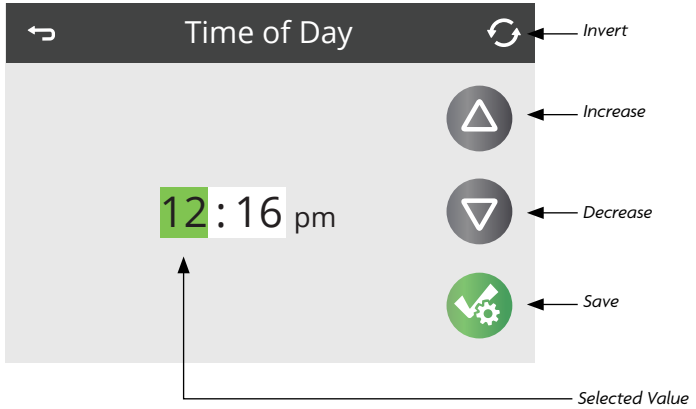 Time of Day
Invert
Increase
12 : 16 pm
Decrease
Save
Selected Value